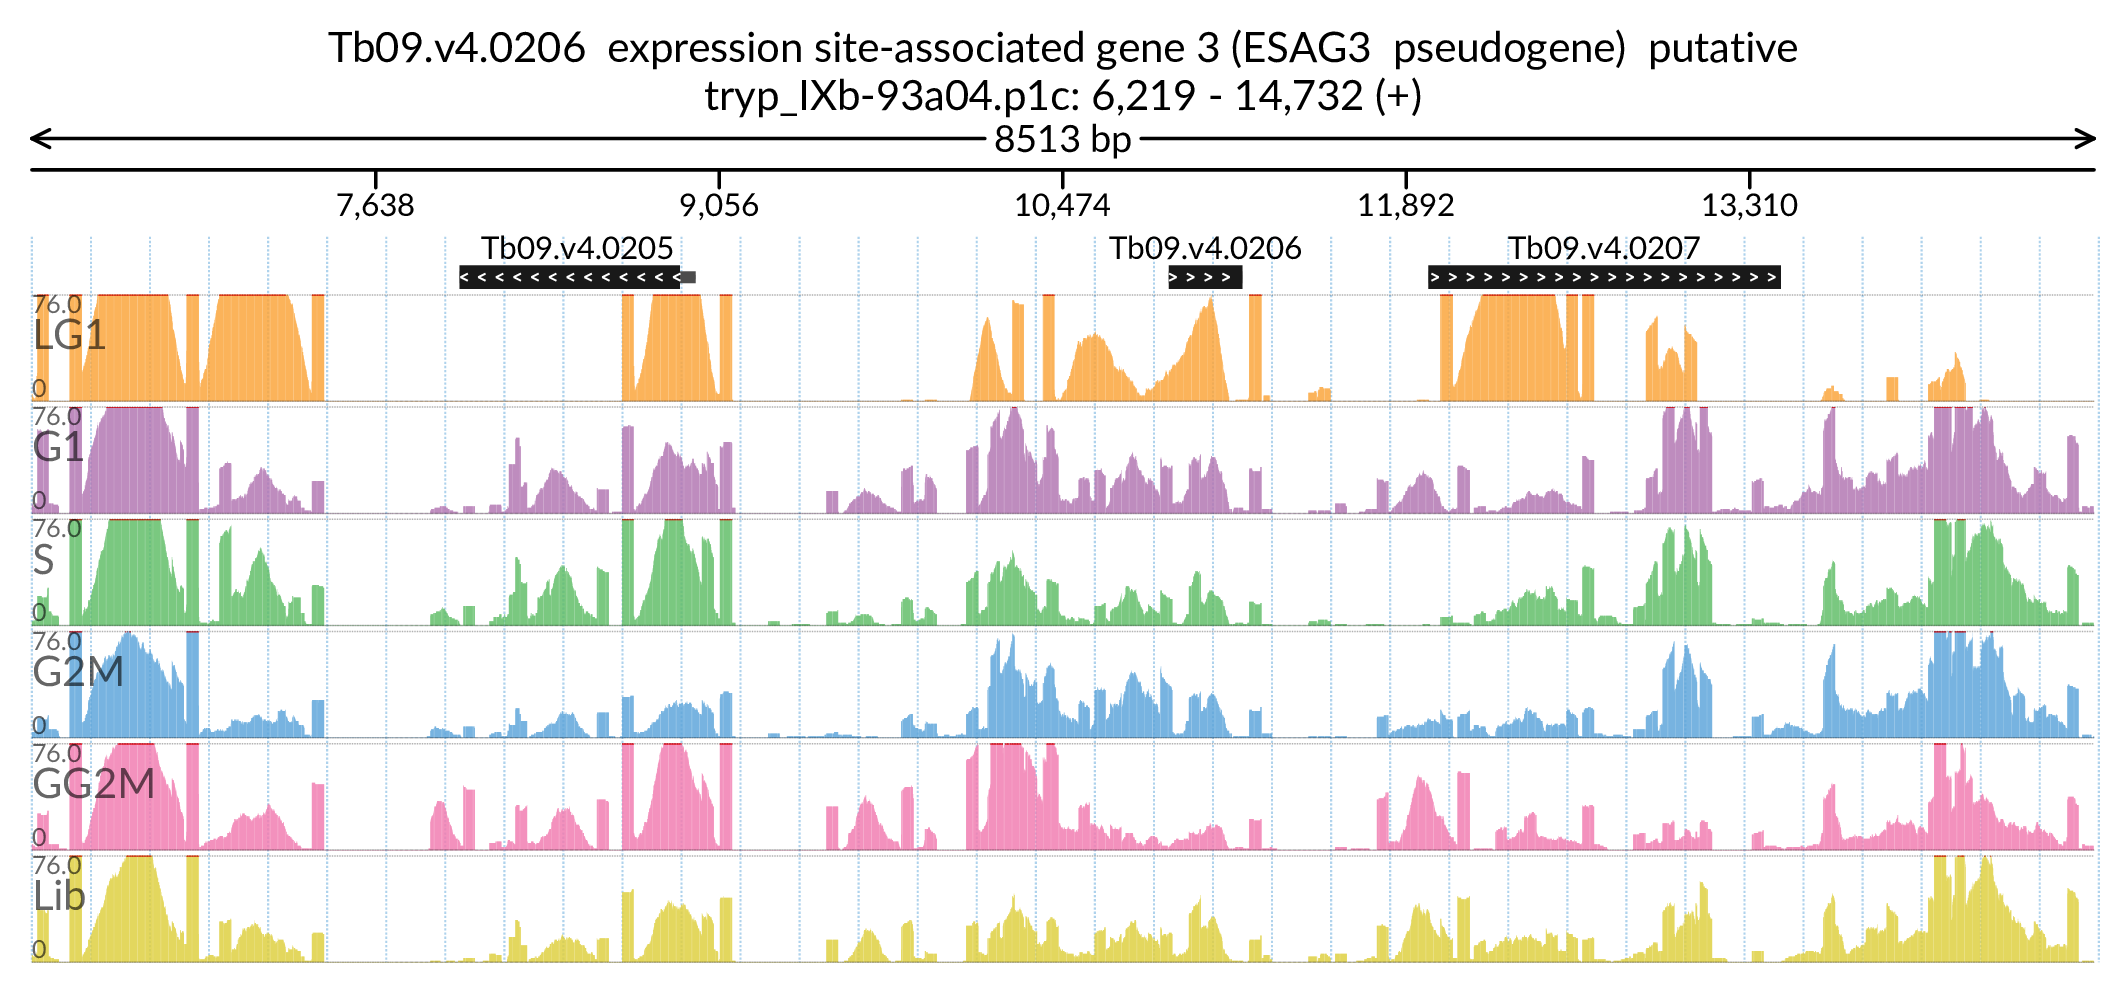 Tb09.v4.0206  expression site-associated gene 3 (ESAG3  pseudogene)  putative
tryp_IXb-93a04.p1c: 6,219 - 14,732 (+)
8513 bp
7,638 9,056 10,474 11,892 13,310
Tb09.v4.0205 Tb09.v4.0206 Tb09.v4.0207
76.0
LG1
0
76.0
G1
0
76.0
S
0
76.0
G2M
0
76.0
GG2M
0
76.0
Lib
0